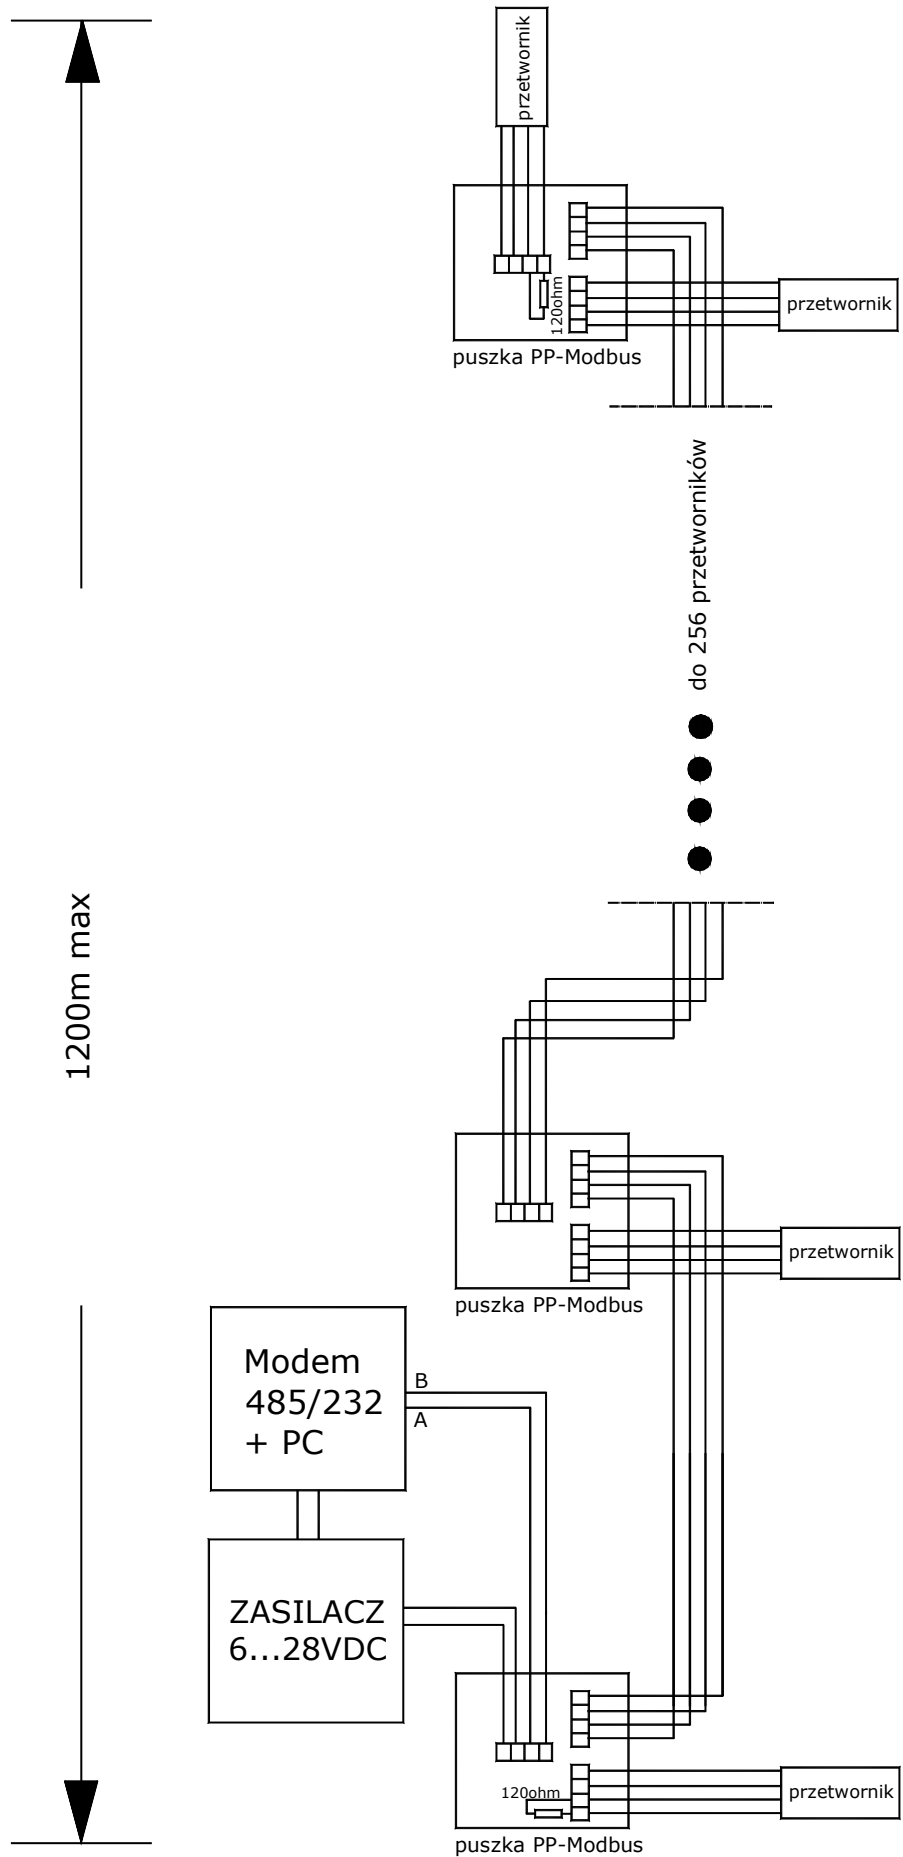 przetwornik
120ohm
przetwornik
puszka PP-Modbus
do 256 przetworników
1200m max
przetwornik
puszka PP-Modbus
Modem
485/232
+ PC
B
A
ZASILACZ
6...28VDC
120ohm
przetwornik
puszka PP-Modbus